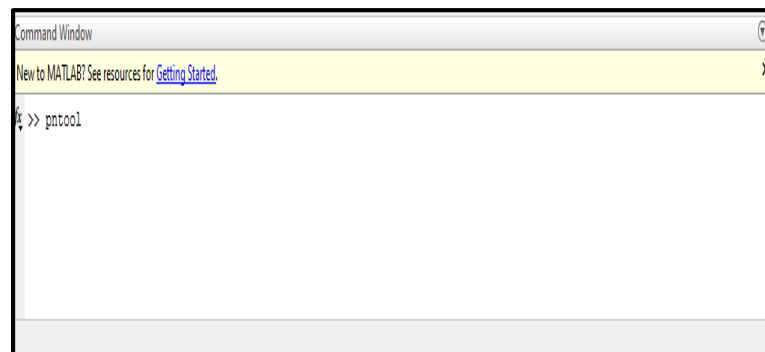 Command Window
New to MATLAB? See resources for Getting Started.
fx >> pntool